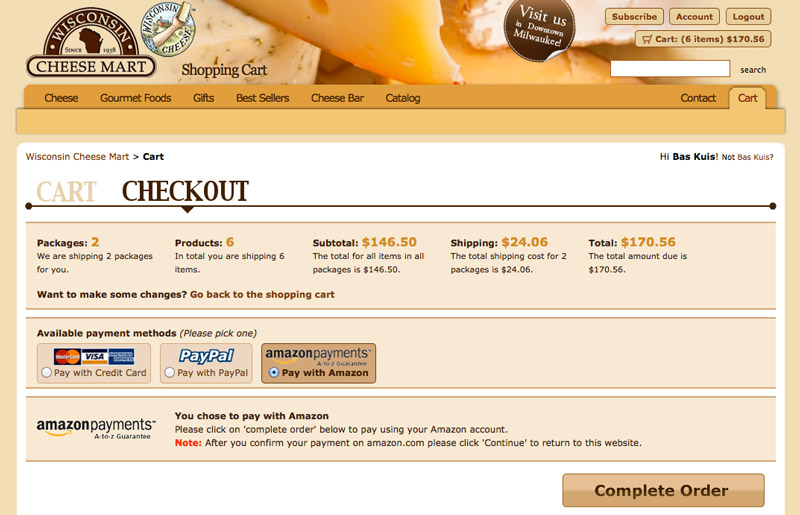 WISCONSIN
SINCE 1938
CHEESE MART
WISCONSIN
CHEESE
Shopping Cart
Visit us
in Downtown
Milwaukee!
Subscribe Account Logout
Cart: (6 items) $170.56
search
Cheese Gourmet Foods Gifts Best Sellers Cheese Bar Catalog Contact Cart
Wisconsin Cheese Mart > Cart Hi Bas Kuis! Not Bas Kuis?
CART CHECKOUT
Packages: 2 Products: 6 Subtotal: $146.50 Shipping: $24.06 Total: $170.56
We are shipping 2 packages In total you are shipping 6 The total for all items in all The total shipping cost for 2 The total amount due is
for you. items. packages is $146.50. packages is $24.06. $170.56.
Want to make some changes? Go back to the shopping cart
Available payment methods (Please pick one)
MasterCard VISA AMERICAN EXPRESS PayPal amazonpayments™
A-to-z Guarantee
Pay with Credit Card Pay with PayPal Pay with Amazon
amazonpayments™
A-to-z Guarantee
You chose to pay with Amazon
Please click on 'complete order' below to pay using your Amazon account.
Note: After you confirm your payment on amazon.com please click 'Continue' to return to this website.
Complete Order